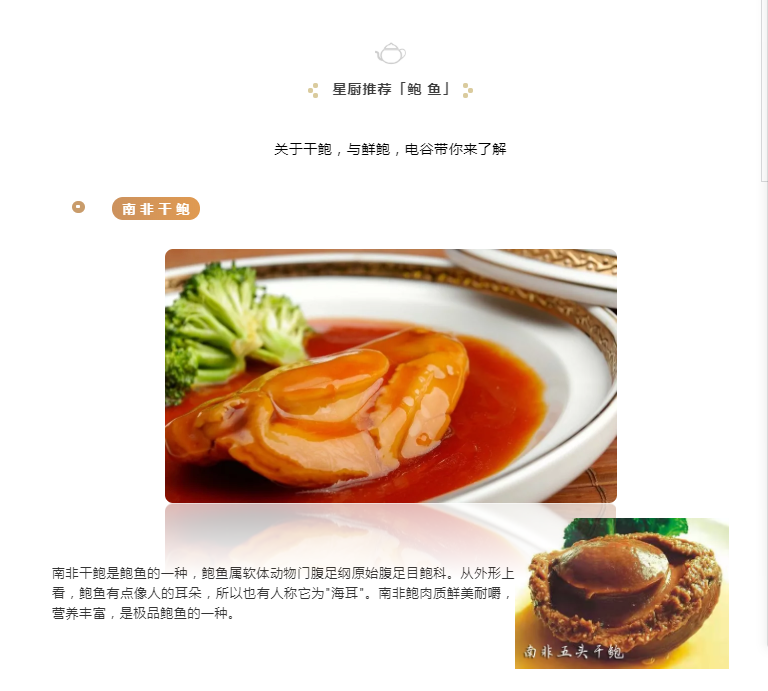 星厨推荐「鲍 鱼」
关于干鲍，与鲜鲍，电谷带你来了解
南非干鲍
南非干鲍是鲍鱼的一种，鲍鱼属软体动物门腹足纲原始腹足目鲍科。从外形上
看，鲍鱼有点像人的耳朵，所以也有人称它为"海耳"。南非鲍肉质鲜美耐嚼，
营养丰富，是极品鲍鱼的一种。
南非五头干鲍